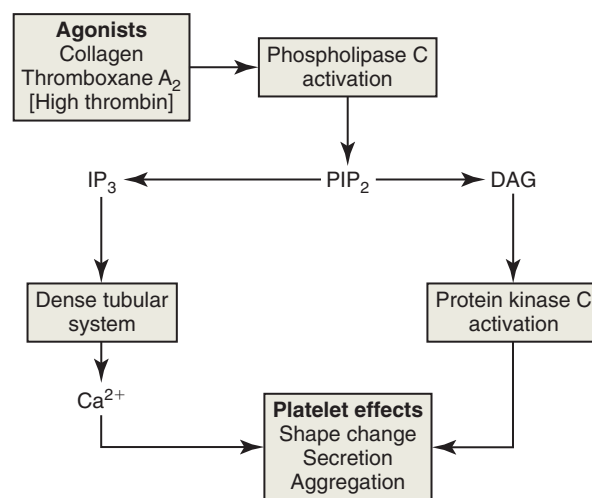 Agonists
Collagen
Thromboxane A₂
[High thrombin]
Phospholipase C
activation
IP₃
PIP₂
DAG
Dense tubular
system
Protein kinase C
activation
Ca²⁺
Platelet effects
Shape change
Secretion
Aggregation